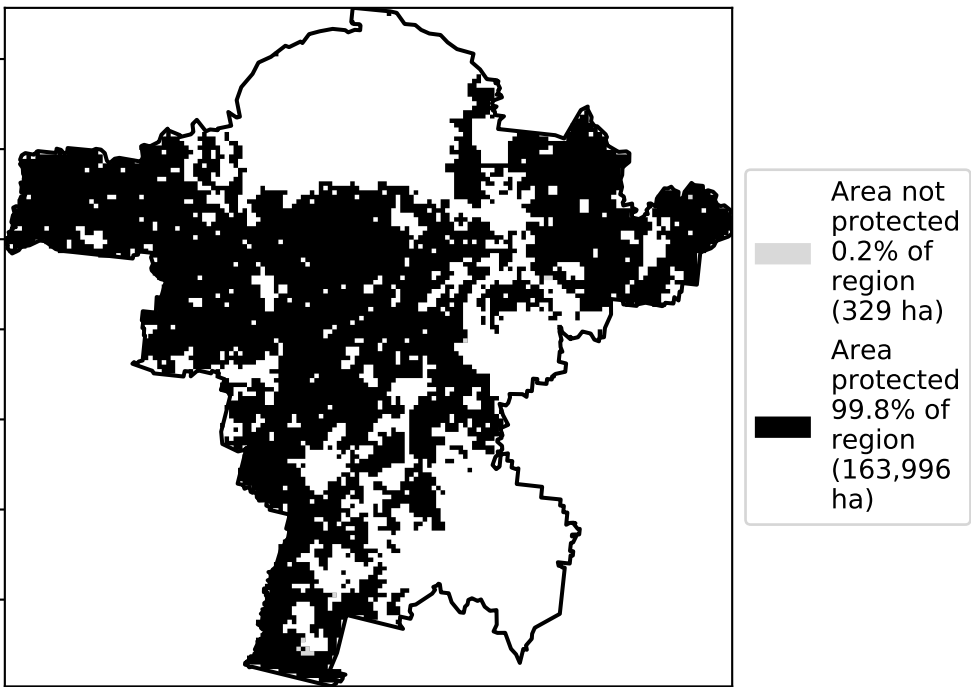 Area not
protected
0.2% of
region
(329 ha)
Area
protected
99.8% of
region
(163,996
ha)